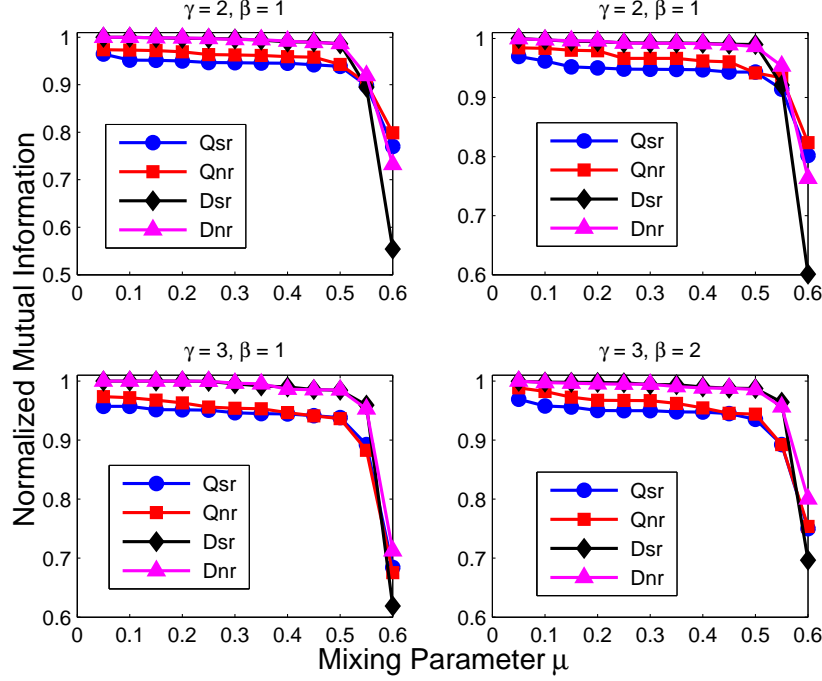 γ = 2, β = 1
1
0.9
0.8
0.7
0.6
0.5
Qsr
Qnr
Dsr
Dnr
0 0.1 0.2 0.3 0.4 0.5 0.6
γ = 2, β = 1
1
0.9
0.8
0.7
0.6
Qsr
Qnr
Dsr
Dnr
0 0.1 0.2 0.3 0.4 0.5 0.6
Normalized Mutual Information
γ = 3, β = 1
1
0.9
0.8
0.7
0.6
Qsr
Qnr
Dsr
Dnr
0 0.1 0.2 0.3 0.4 0.5 0.6
γ = 3, β = 2
1
0.9
0.8
0.7
0.6
Qsr
Qnr
Dsr
Dnr
0 0.1 0.2 0.3 0.4 0.5 0.6
Mixing Parameter μ